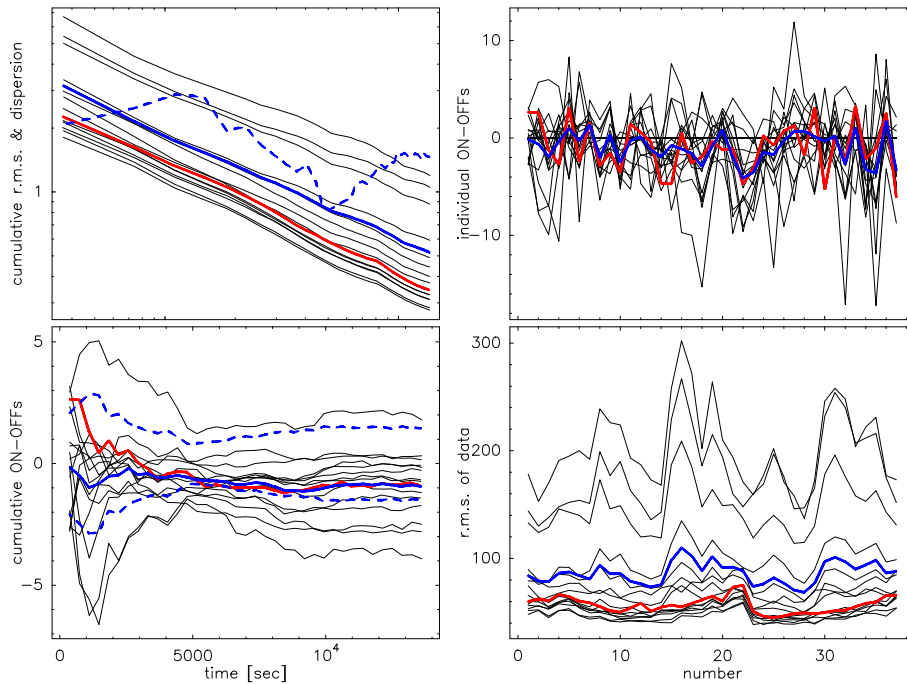 cumulative r.m.s. & dispersion
1
individual ON-OFFs
10
0
-10
cumulative ON-OFFs
5
0
-5
0
5000
10⁴
time [sec]
r.m.s. of data
300
200
100
0
10
20
30
number